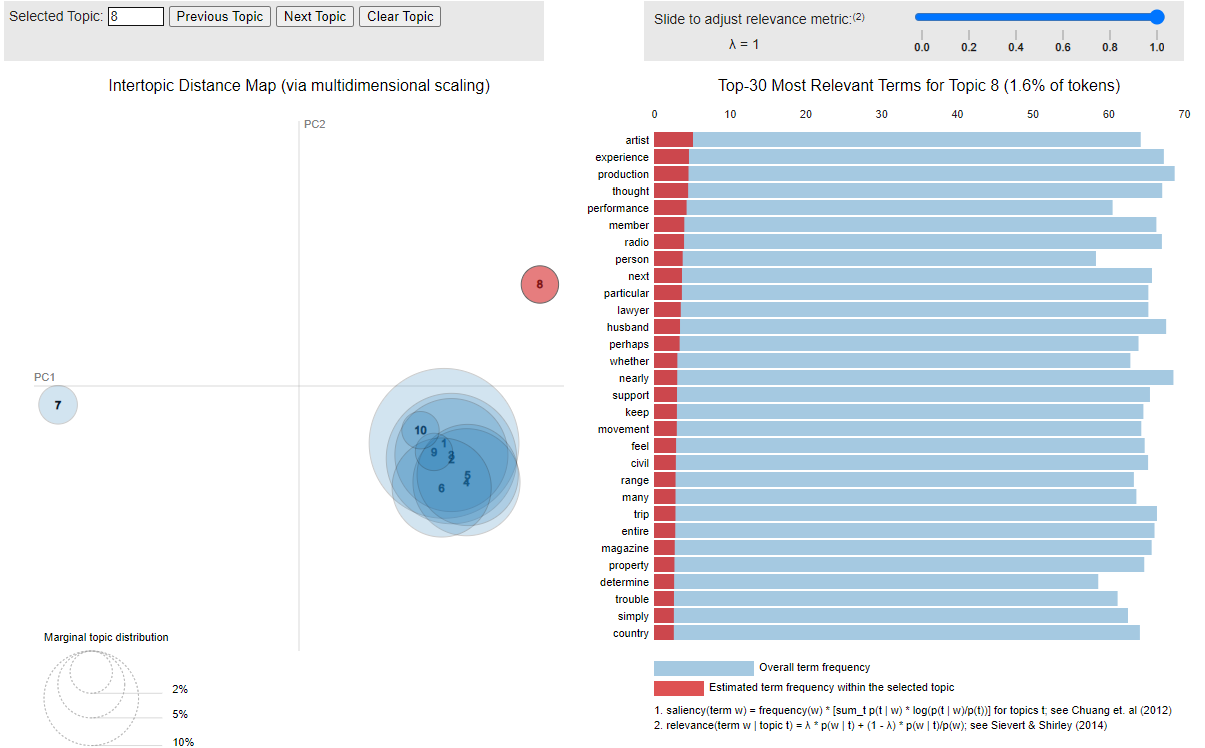 Selected Topic: 8 Previous Topic Next Topic Clear Topic
Slide to adjust relevance metric:(2)
λ = 1
0.0 0.2 0.4 0.6 0.8 1.0
Intertopic Distance Map (via multidimensional scaling)
PC2
PC1
8
7
10
1
9
3
2
5
4
6
Marginal topic distribution
2%
5%
10%
Top-30 Most Relevant Terms for Topic 8 (1.6% of tokens)
0 10 20 30 40 50 60 70
artist
experience
production
thought
performance
member
radio
person
next
particular
lawyer
husband
perhaps
whether
nearly
support
keep
movement
feel
civil
range
many
trip
entire
magazine
property
determine
trouble
simply
country
Overall term frequency
Estimated term frequency within the selected topic
1. saliency(term w) = frequency(w) * [sum_t p(t | w) * log(p(t | w)/p(t))] for topics t; see Chuang et. al (2012)
2. relevance(term w | topic t) = λ * p(w | t) + (1 - λ) * p(w | t)/p(w); see Sievert & Shirley (2014)